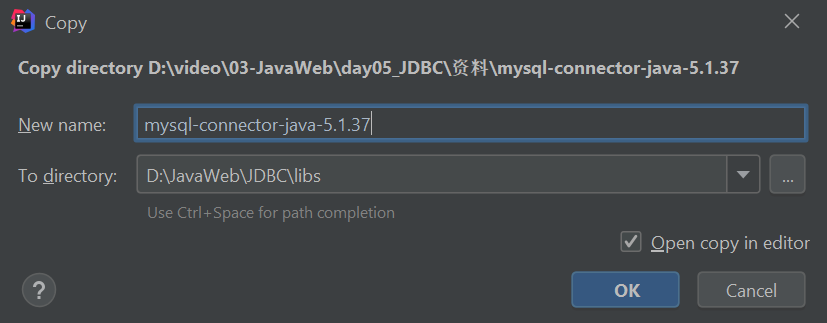 Copy
Copy directory D:\video\03-JavaWeb\day05_JDBC\资料\mysql-connector-java-5.1.37
New name: mysql-connector-java-5.1.37
To directory: D:\JavaWeb\JDBC\libs ...
Use Ctrl+Space for path completion
Open copy in editor
? OK Cancel